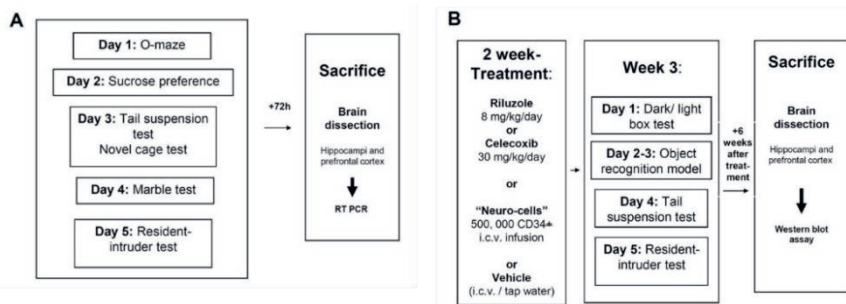 A
Day 1: O-maze
Day 2: Sucrose preference
Day 3: Tail suspension
test
Novel cage test
Day 4: Marble test
Day 5: Resident-
intruder test
+72h
Sacrifice
Brain
dissection
Hippocampi and
prefrontal cortex
RT PCR
B
2 week-
Treatment:
Riluzole
8 mg/kg/day
or
Celecoxib
30 mg/kg/day
or
"Neuro-cells"
500, 000 CD34+
i.c.v. infusion
or
Vehicle
(i.c.v. / tap water)
Week 3:
Day 1: Dark/ light
box test
Day 2-3: Object
recognition model
Day 4: Tail
suspension test
Day 5: Resident-
intruder test
+6
weeks
after
treat-
ment
Sacrifice
Brain
dissection
Hippocampi and
prefrontal cortex
Western blot
assay